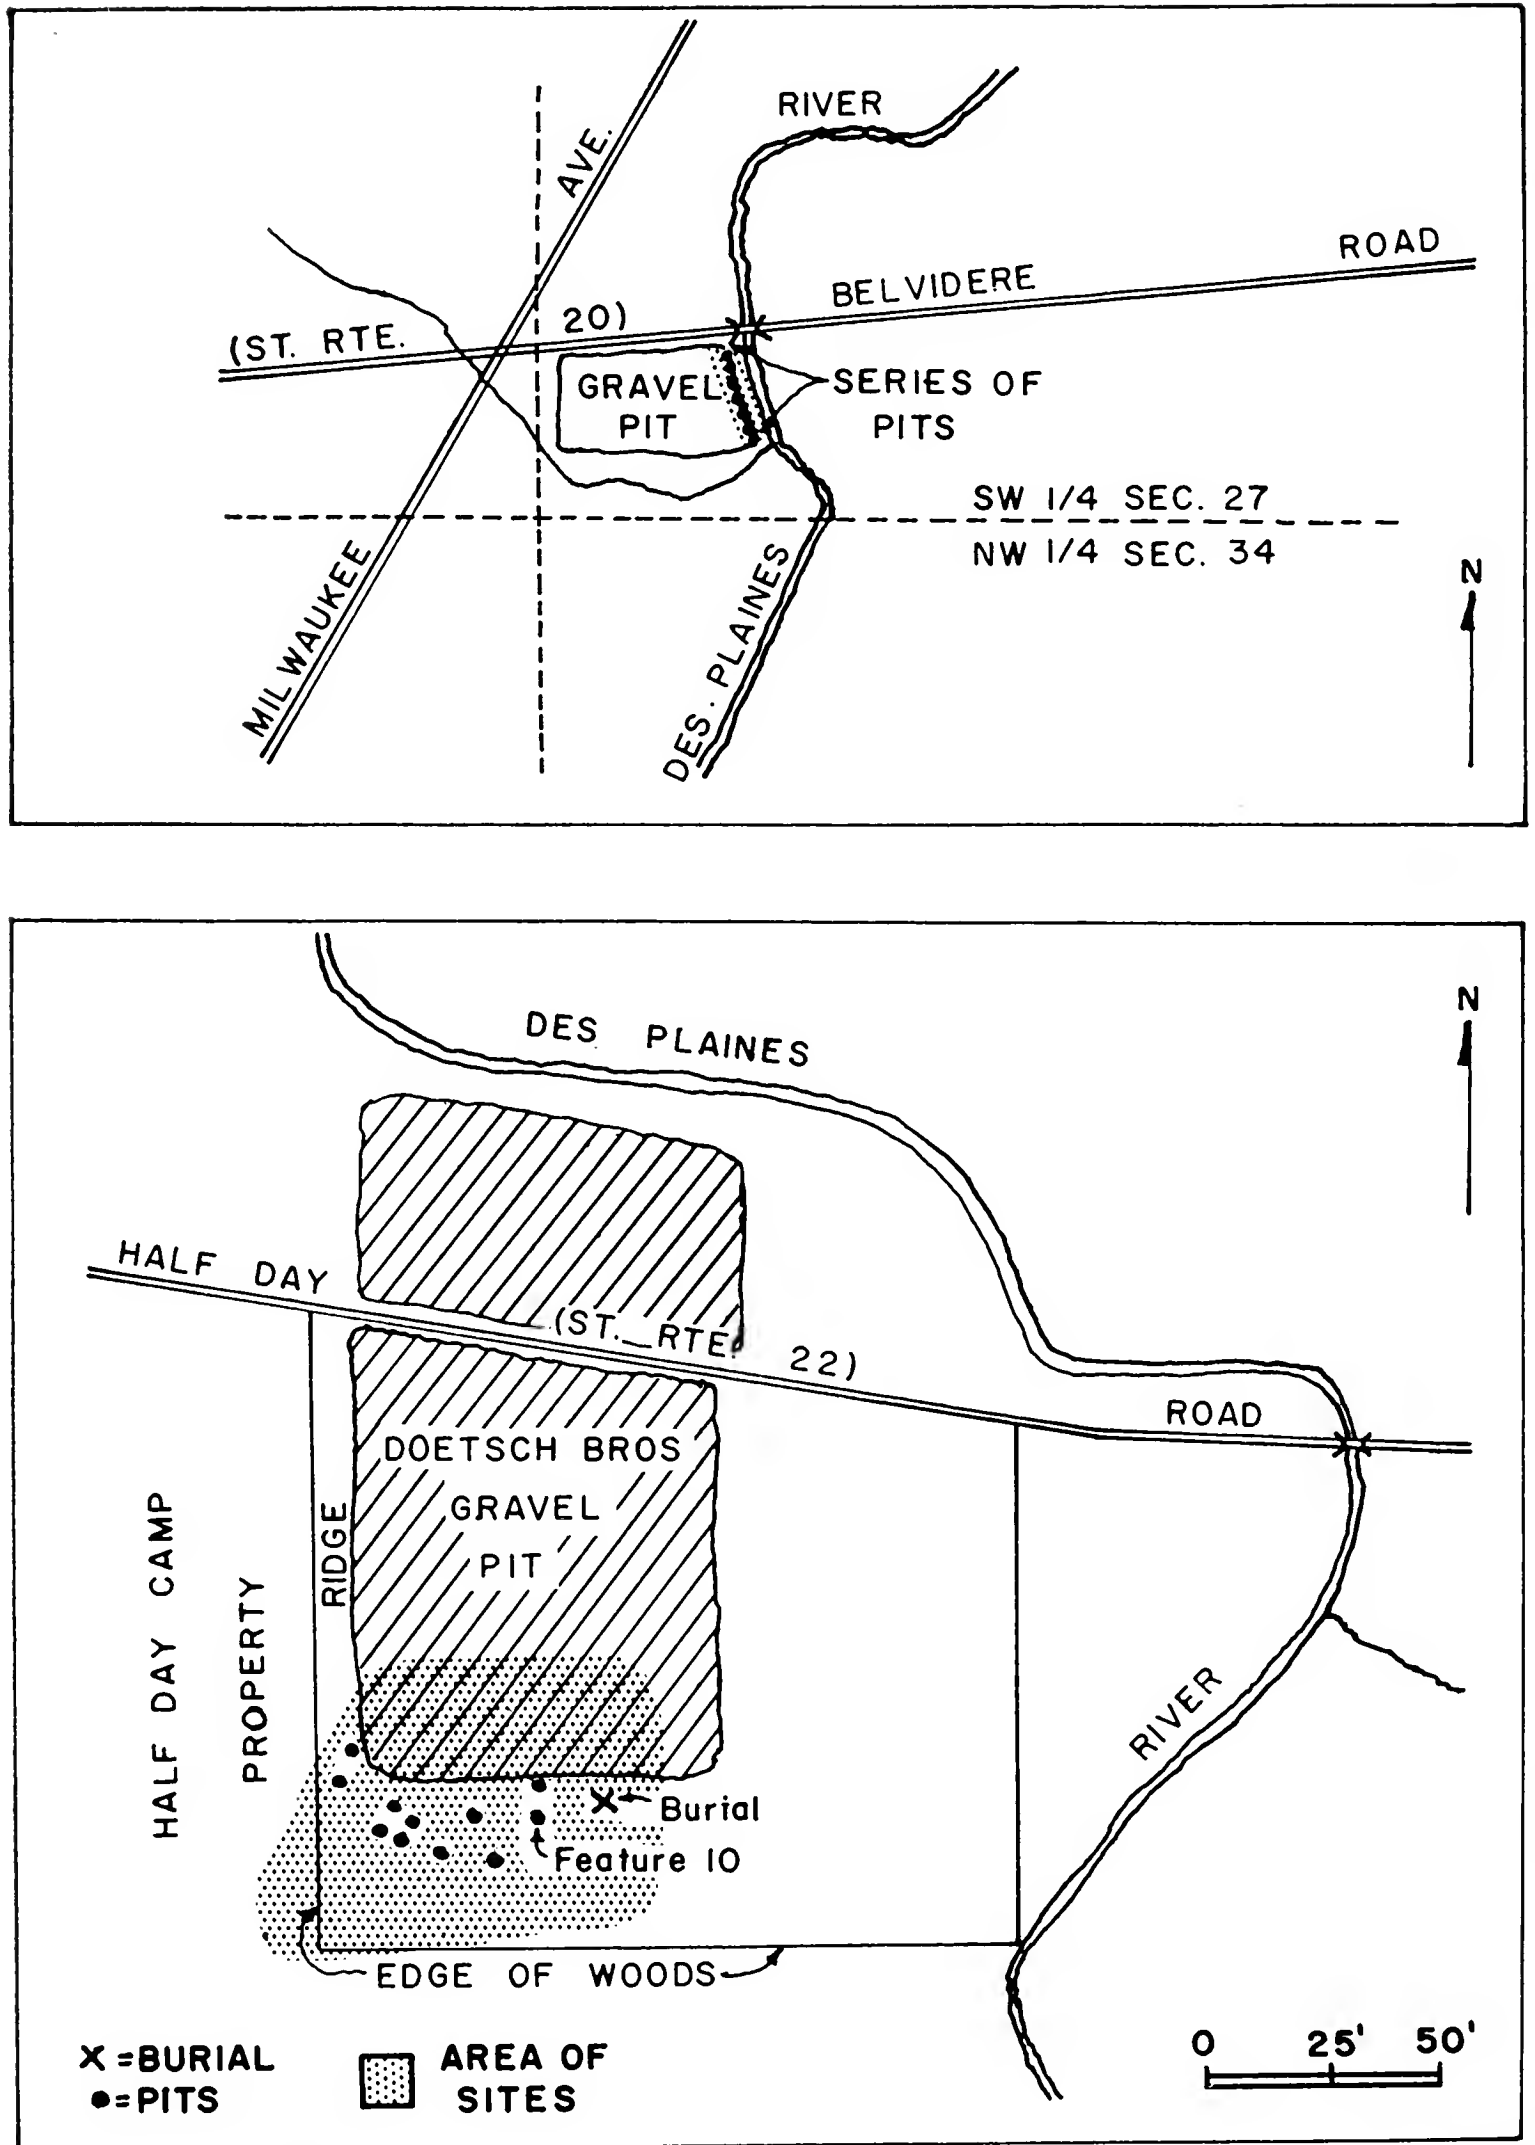 RIVER
AVE.
ROAD
BELVIDERE
(ST. RTE. 20)
GRAVEL
PIT
SERIES OF
PITS
SW 1/4 SEC. 27
NW 1/4 SEC. 34
MILWAUKEE
DES. PLAINES
N
DES PLAINES
N
HALF DAY
(ST. RTE. 22)
ROAD
DOETSCH BROS
GRAVEL
PIT
RIDGE
HALF DAY CAMP
PROPERTY
RIVER
Burial
Feature 10
EDGE OF WOODS
X = BURIAL
● = PITS
AREA OF
SITES
0 25' 50'